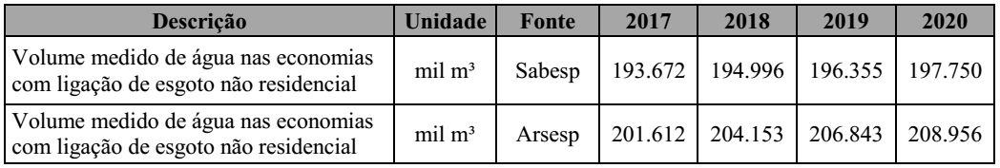 Descrição Unidade Fonte 2017 2018 2019 2020
Volume medido de água nas economias
com ligação de esgoto não residencial mil m³ Sabesp 193.672 194.996 196.355 197.750
Volume medido de água nas economias
com ligação de esgoto não residencial mil m³ Arsesp 201.612 204.153 206.843 208.956